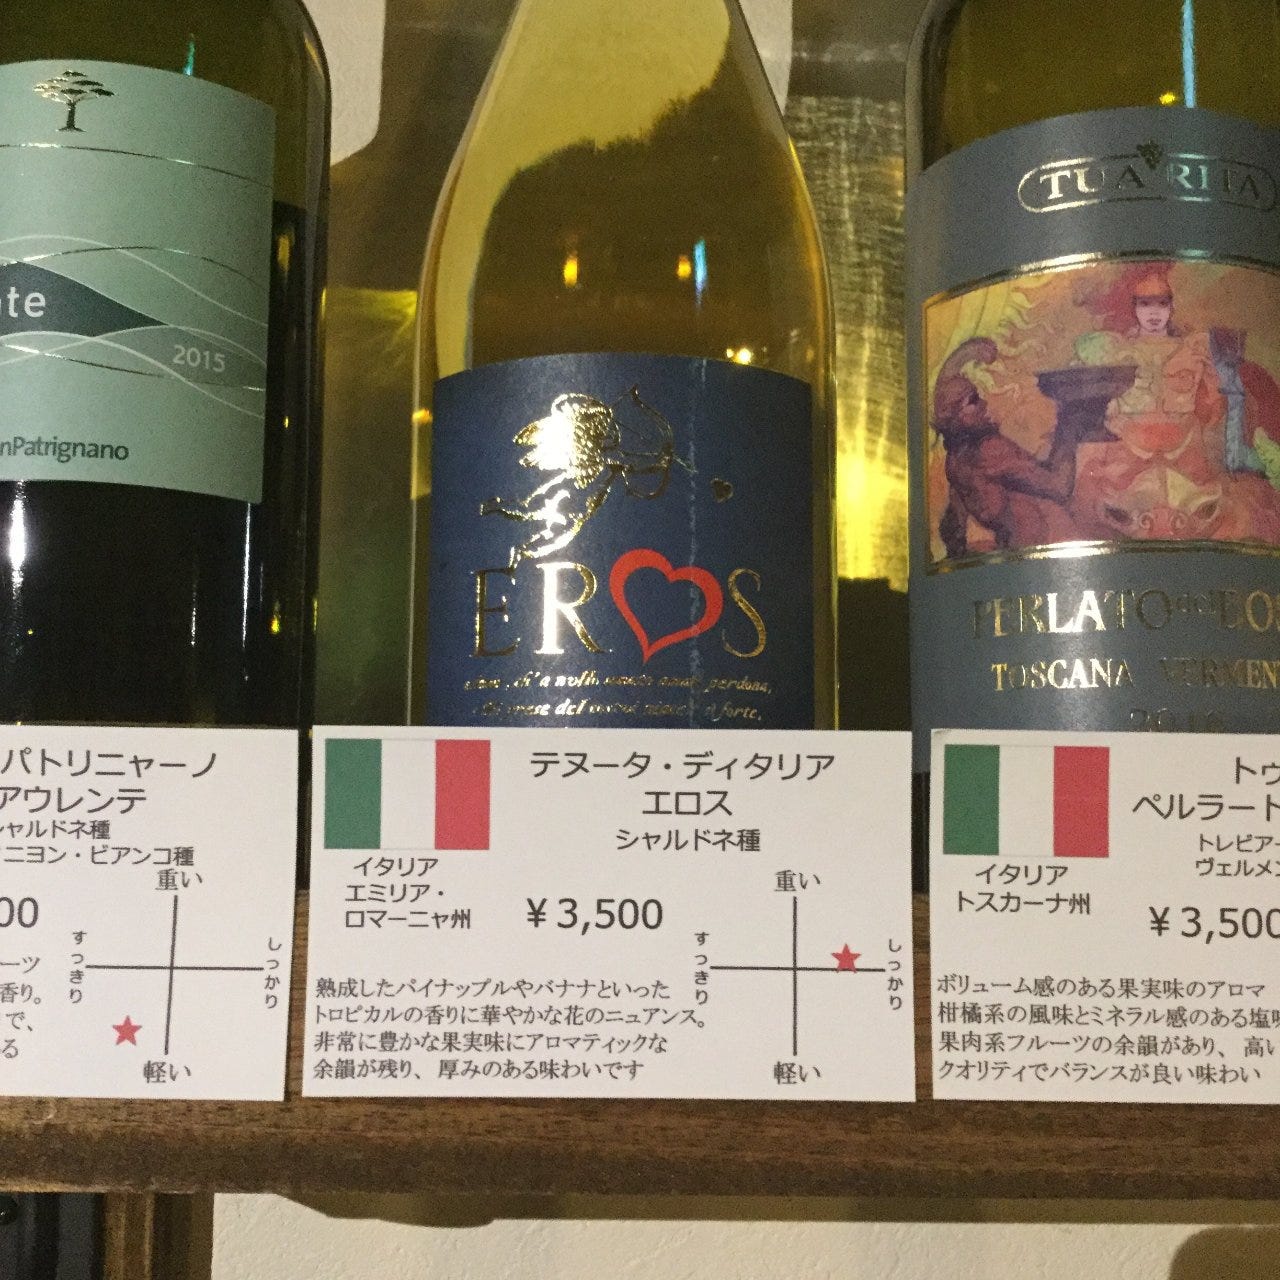 2015
nPatrignano
EROS
TUA RITA
PERLATO del BO
TOSCANA VERMEN
パトリニャーノ
アウレンテ
シャルドネ種
ニヨン・ビアンコ種
重い
00
すっきり
しっかり
ーツ
香り。
で、
る
軽い
イタリア
エミリア・
ロマーニャ州
テヌータ・ディタリア
エロス
シャルドネ種
¥3,500
重い
すっきり
しっかり
軽い
熟成したパイナップルやバナナといった
トロピカルの香りに華やかな花のニュアンス。
非常に豊かな果実味にアロマティックな
余韻が残り、厚みのある味わいです
イタリア
トスカーナ州
トゥ
ペルラート
トレビアー
ヴェルメン
¥3,500
ボリューム感のある果実味のアロマ
柑橘系の風味とミネラル感のある塩味
果肉系フルーツの余韻があり、高い
クオリティでバランスが良い味わい